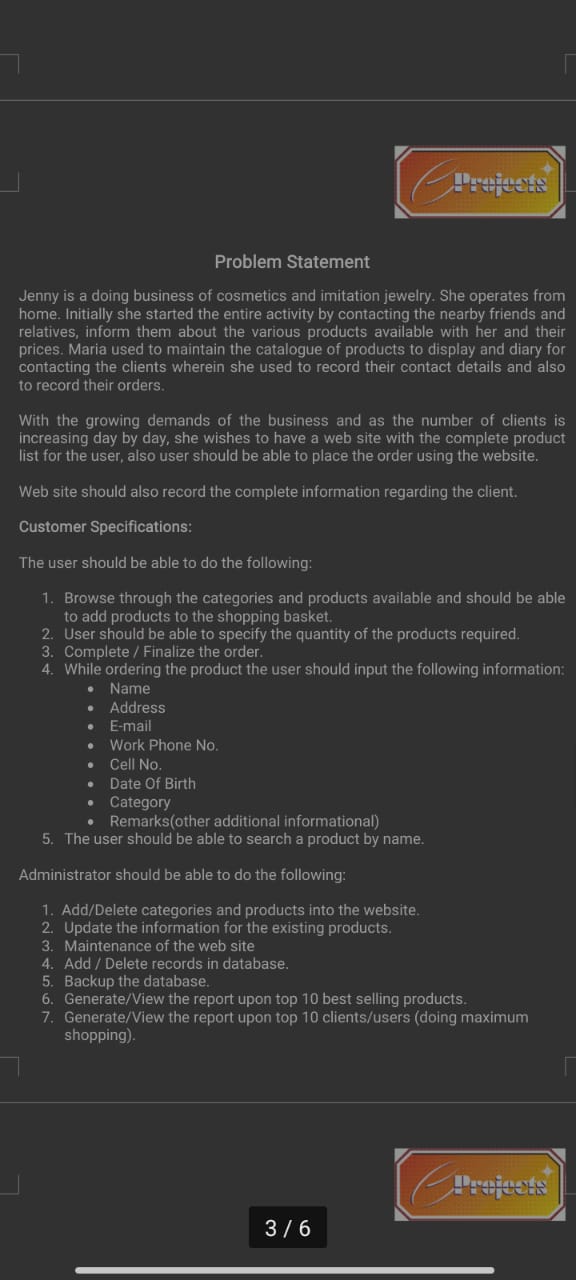 CProjects
Problem Statement
Jenny is a doing business of cosmetics and imitation jewelry. She operates from
home. Initially she started the entire activity by contacting the nearby friends and
relatives, inform them about the various products available with her and their
prices. Maria used to maintain the catalogue of products to display and diary for
contacting the clients wherein she used to record their contact details and also
to record their orders.
With the growing demands of the business and as the number of clients is
increasing day by day, she wishes to have a web site with the complete product
list for the user, also user should be able to place the order using the website.
Web site should also record the complete information regarding the client.
Customer Specifications:
The user should be able to do the following:
1. Browse through the categories and products available and should be able
to add products to the shopping basket.
2. User should be able to specify the quantity of the products required.
3. Complete / Finalize the order.
4. While ordering the product the user should input the following information:
• Name
• Address
• E-mail
• Work Phone No.
• Cell No.
• Date Of Birth
• Category
• Remarks(other additional informational)
5. The user should be able to search a product by name.
Administrator should be able to do the following:
1. Add/Delete categories and products into the website.
2. Update the information for the existing products.
3. Maintenance of the web site
4. Add / Delete records in database.
5. Backup the database.
6. Generate/View the report upon top 10 best selling products.
7. Generate/View the report upon top 10 clients/users (doing maximum
shopping).
CProjects
3 / 6